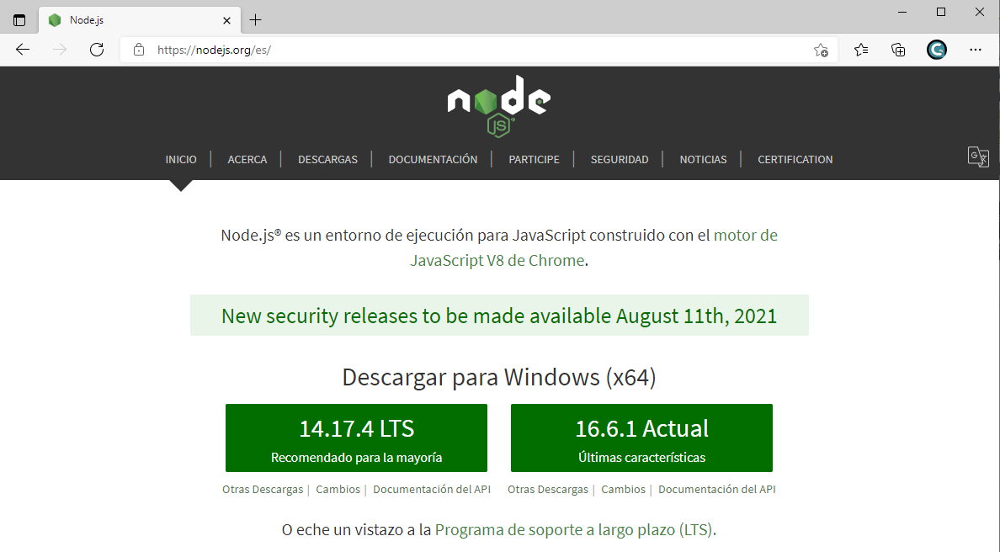 Node.js
https://nodejs.org/es/
node
JS
INICIO | ACERCA | DESCARGAS | DOCUMENTACIÓN | PARTICIPE | SEGURIDAD | NOTICIAS | CERTIFICATION
Node.js® es un entorno de ejecución para JavaScript construido con el motor de
JavaScript V8 de Chrome.
New security releases to be made available August 11th, 2021
Descargar para Windows (x64)
14.17.4 LTS
Recomendado para la mayoría
16.6.1 Actual
Últimas características
Otras Descargas | Cambios | Documentación del API
Otras Descargas | Cambios | Documentación del API
O eche un vistazo a la Programa de soporte a largo plazo (LTS).